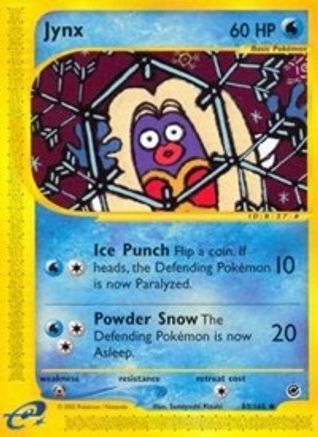 Jynx 60 HP
Basic Pokémon
Ice Punch Flip a coin. If 10
heads, the Defending Pokémon
is now Paralyzed.
Powder Snow The 20
Defending Pokémon is now
Asleep.
weakness resistance retreat cost
Illus.
e